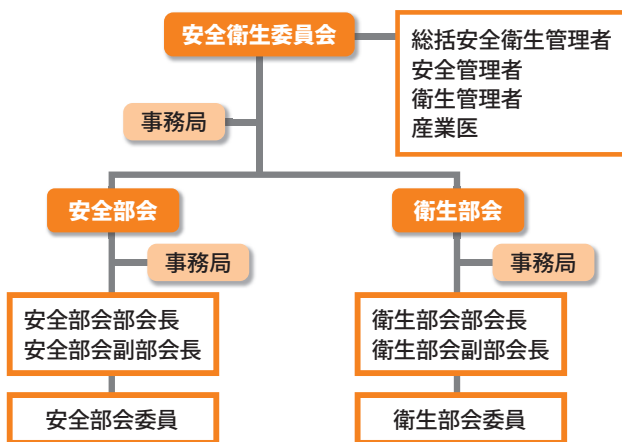 安全衛生委員会
総括安全衛生管理者
安全管理者
衛生管理者
産業医
事務局
安全部会
衛生部会
事務局
事務局
安全部会部会長
安全部会副部会長
衛生部会部会長
衛生部会副部会長
安全部会委員
衛生部会委員